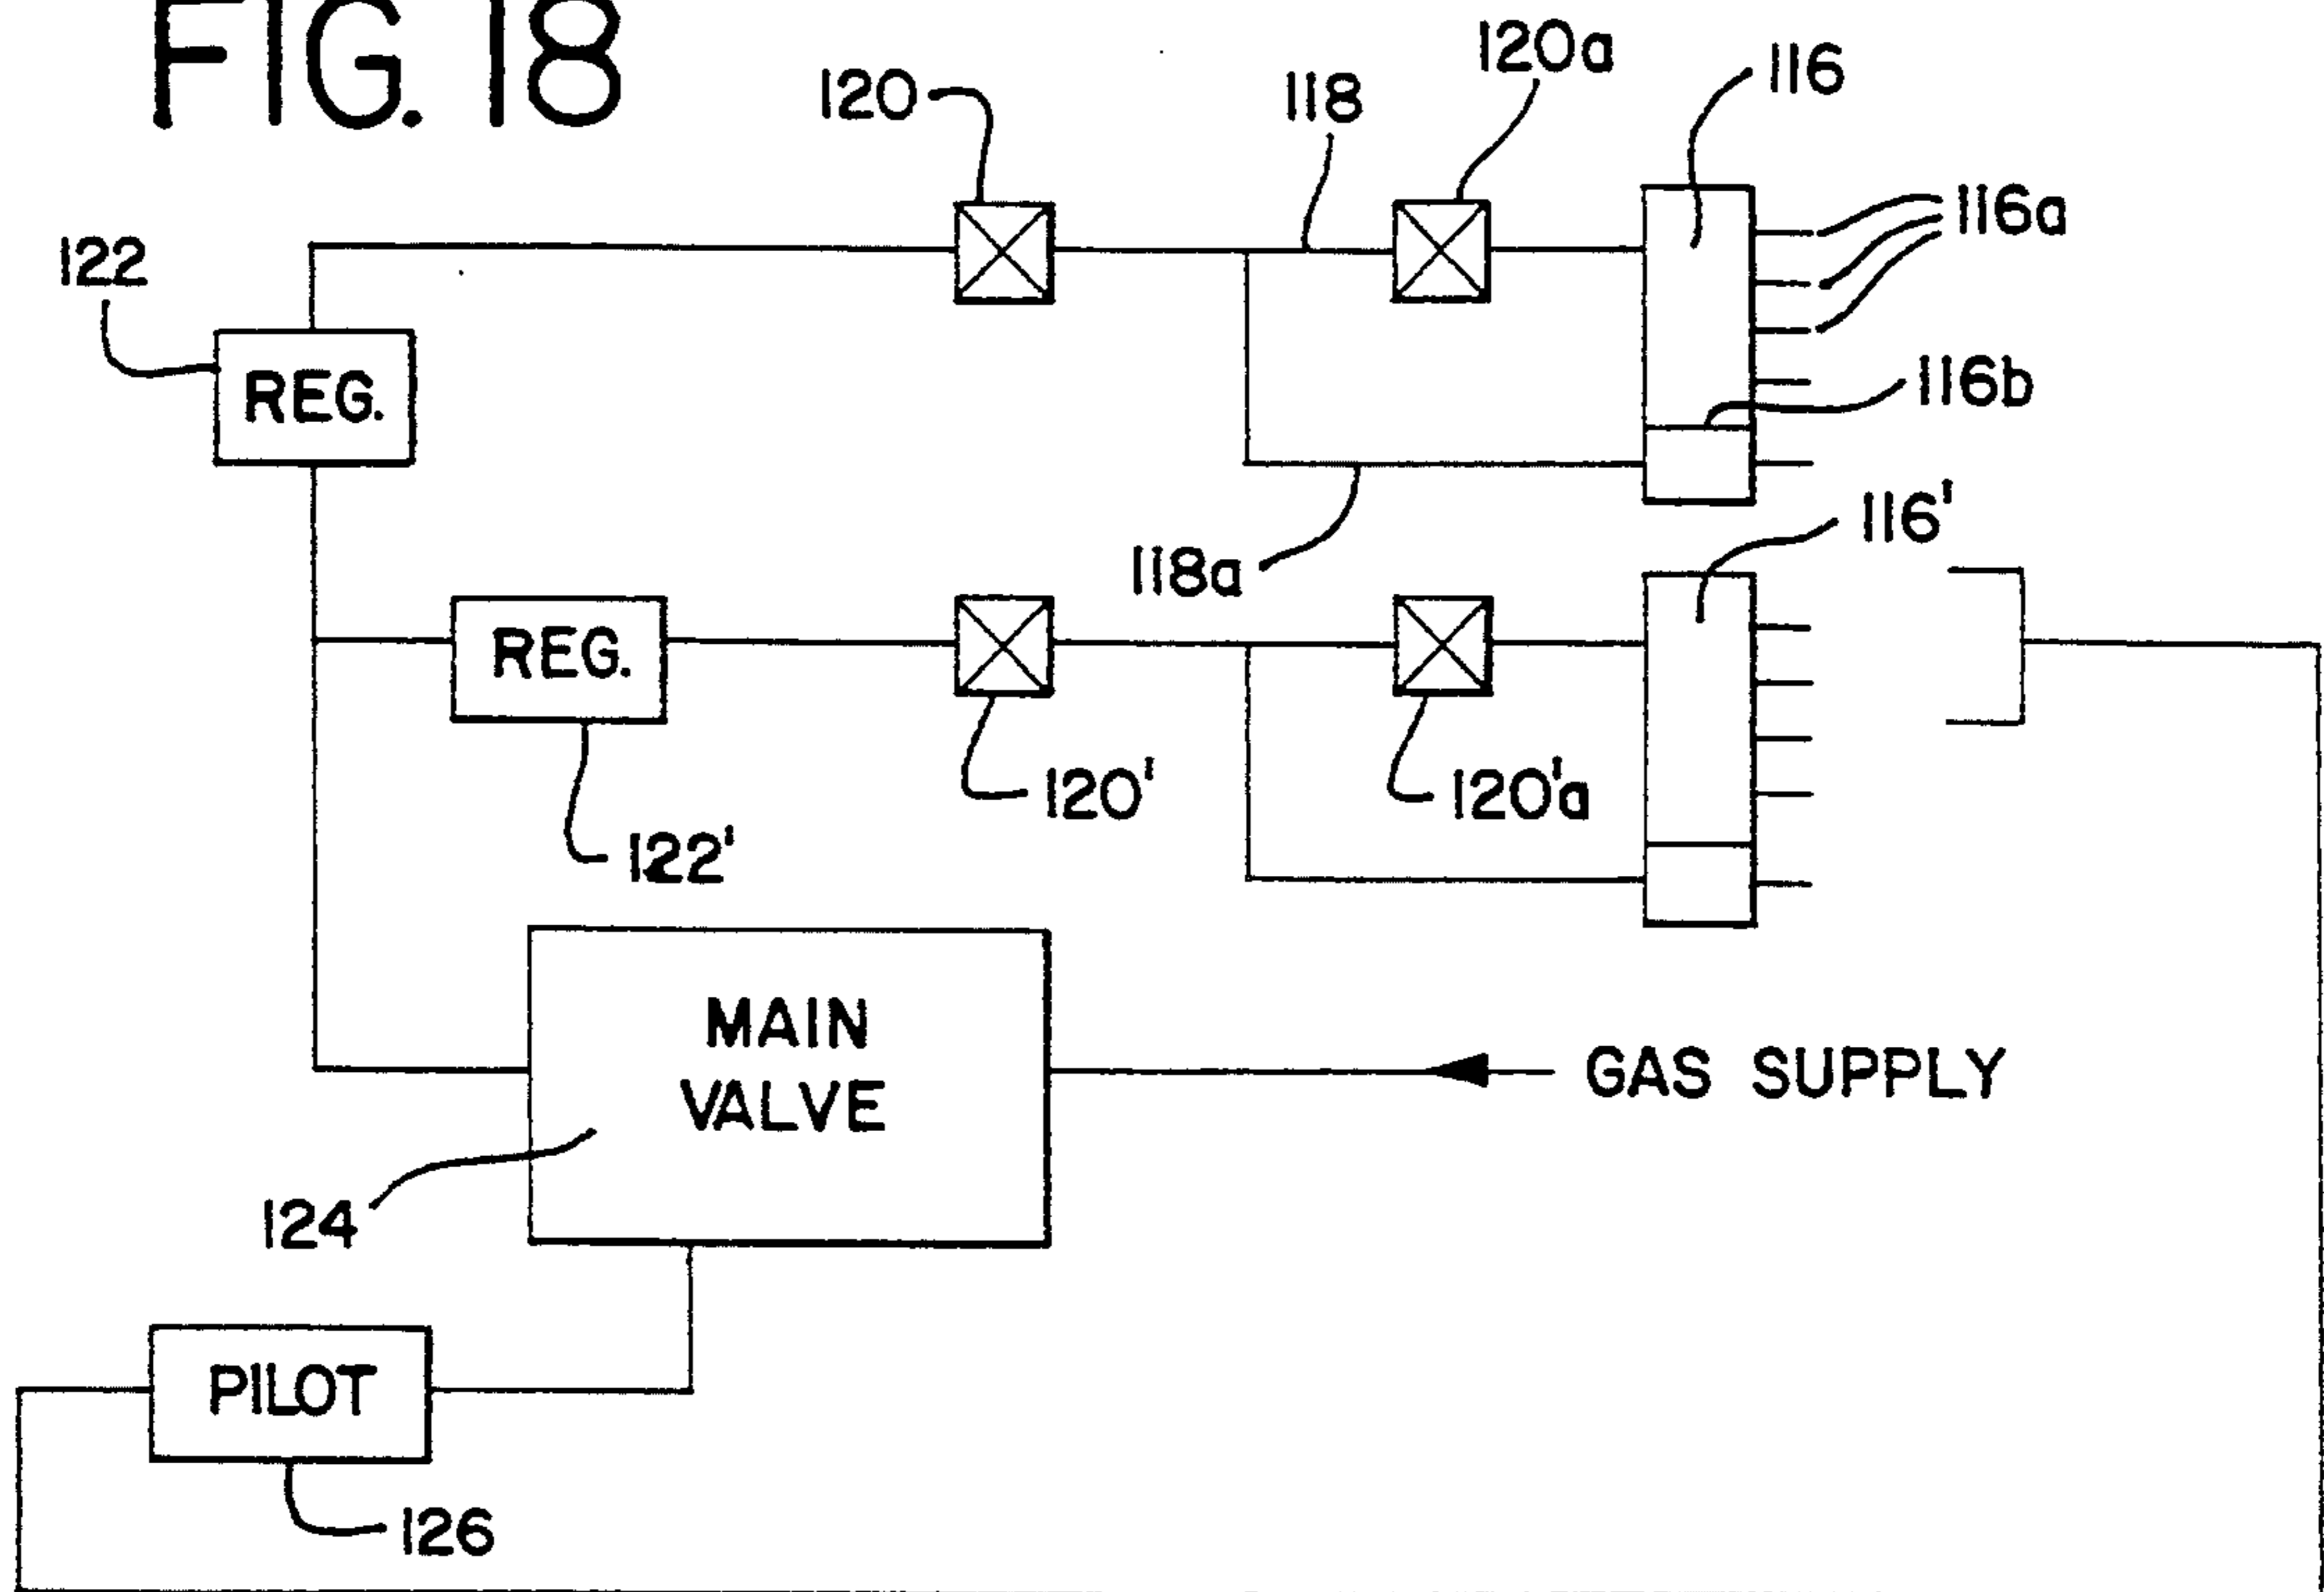 FIG. 18
120
118
120a
116
116a
122
REG.
116b
116'
118a
REG.
120'
120'a
122'
MAIN
VALVE
GAS SUPPLY
124
PILOT
126